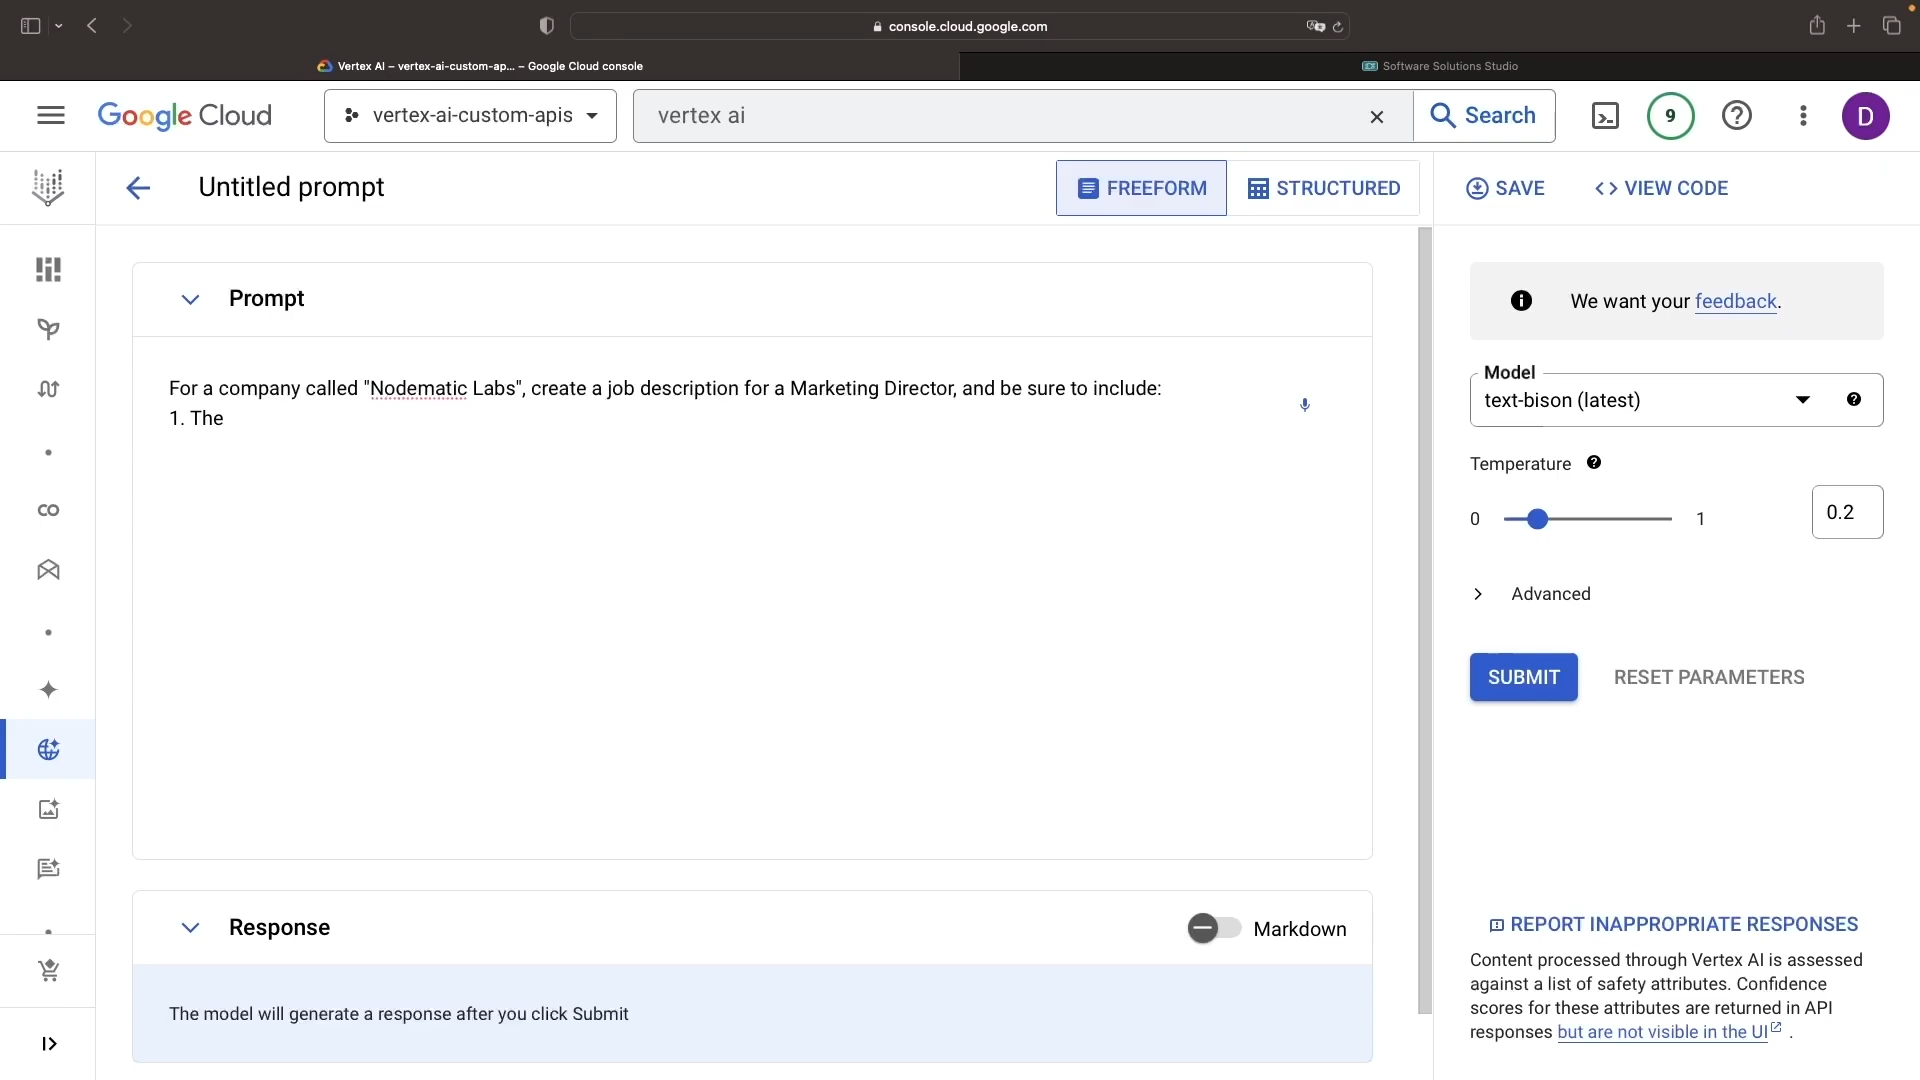 console.cloud.google.com
Vertex AI – vertex-ai-custom-ap... – Google Cloud console
Software Solutions Studio
Google Cloud
vertex-ai-custom-apis
vertex ai
Search
9
D
Untitled prompt
FREEFORM
STRUCTURED
SAVE
VIEW CODE
Prompt
For a company called "Nodematic Labs", create a job description for a Marketing Director, and be sure to include:
1. The
We want your feedback.
Model
text-bison (latest)
Temperature
0
1
0.2
Advanced
SUBMIT
RESET PARAMETERS
Response
Markdown
The model will generate a response after you click Submit
REPORT INAPPROPRIATE RESPONSES
Content processed through Vertex AI is assessed
against a list of safety attributes. Confidence
scores for these attributes are returned in API
responses but are not visible in the UI .